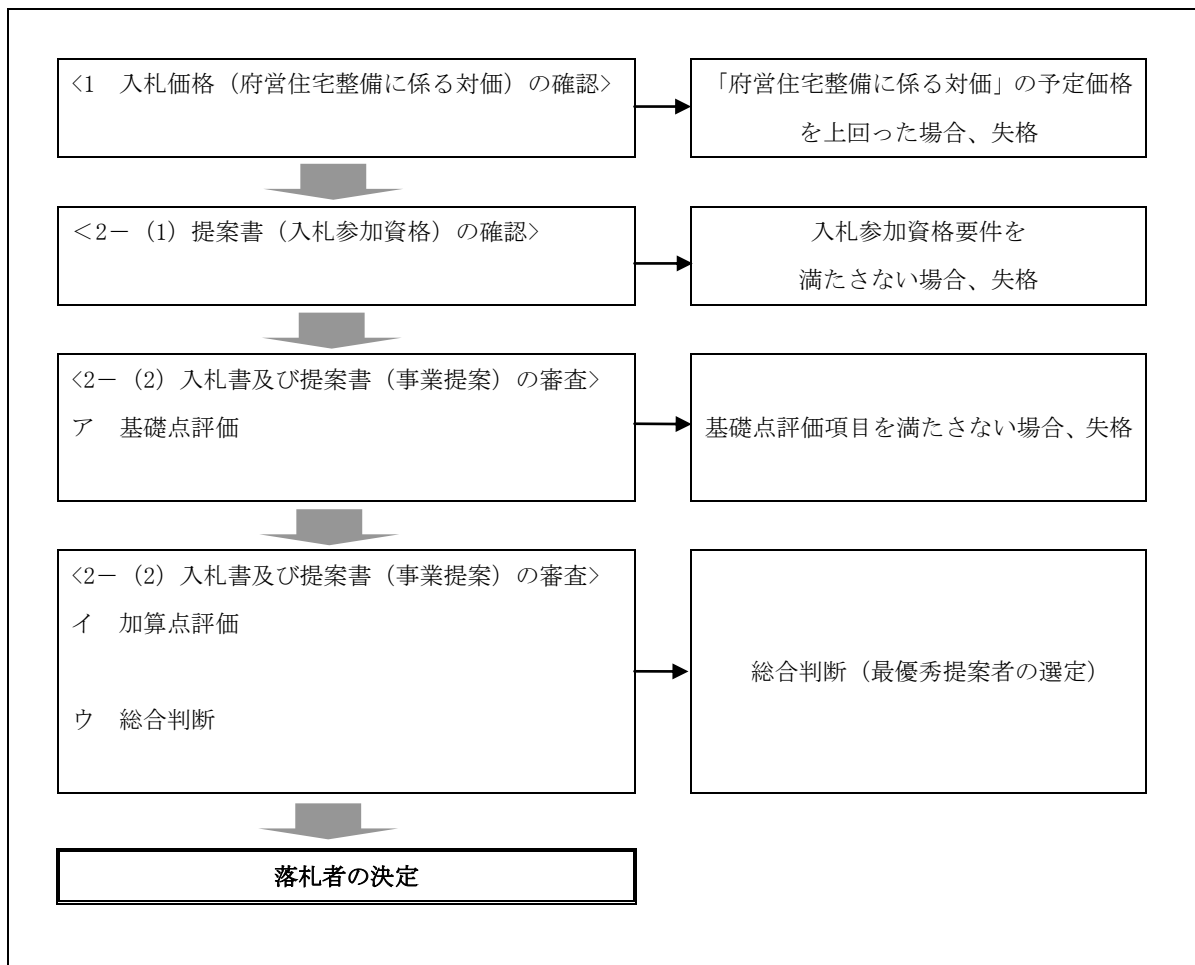 <1　入札価格（府営住宅整備に係る対価）の確認>
「府営住宅整備に係る対価」の予定価格
を上回った場合、失格
＜2－（1）提案書（入札参加資格）の確認>
入札参加資格要件を
満たさない場合、失格
<2－（2）入札書及び提案書（事業提案）の審査>
ア　基礎点評価
基礎点評価項目を満たさない場合、失格
<2－（2）入札書及び提案書（事業提案）の審査>
イ　加算点評価
ウ　総合判断
総合判断（最優秀提案者の選定）
落札者の決定